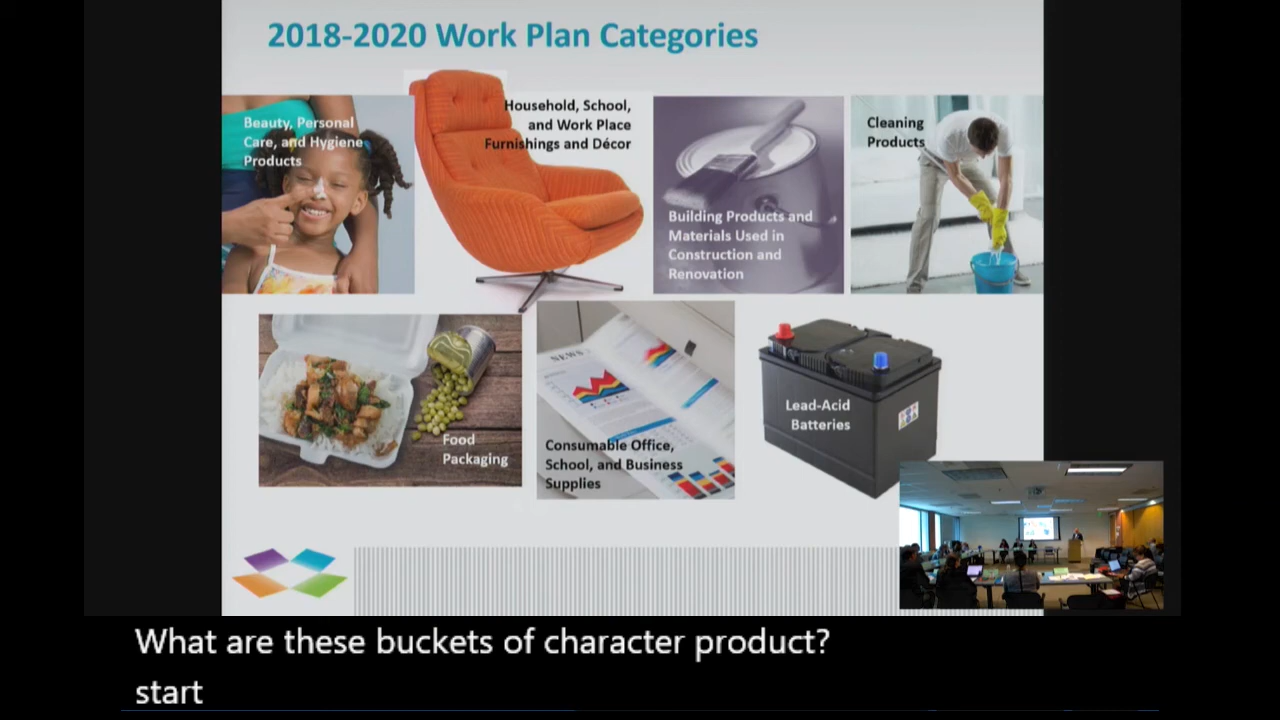 2018-2020 Work Plan Categories
Beauty, Personal
Care, and Hygiene
Products
Household, School,
and Work Place
Furnishings and Décor
Building Products and
Materials Used in
Construction and
Renovation
Cleaning
Products
Food
Packaging
NEWS
Consumable Office,
School, and Business
Supplies
Lead-Acid
Batteries
What are these buckets of character product?
start